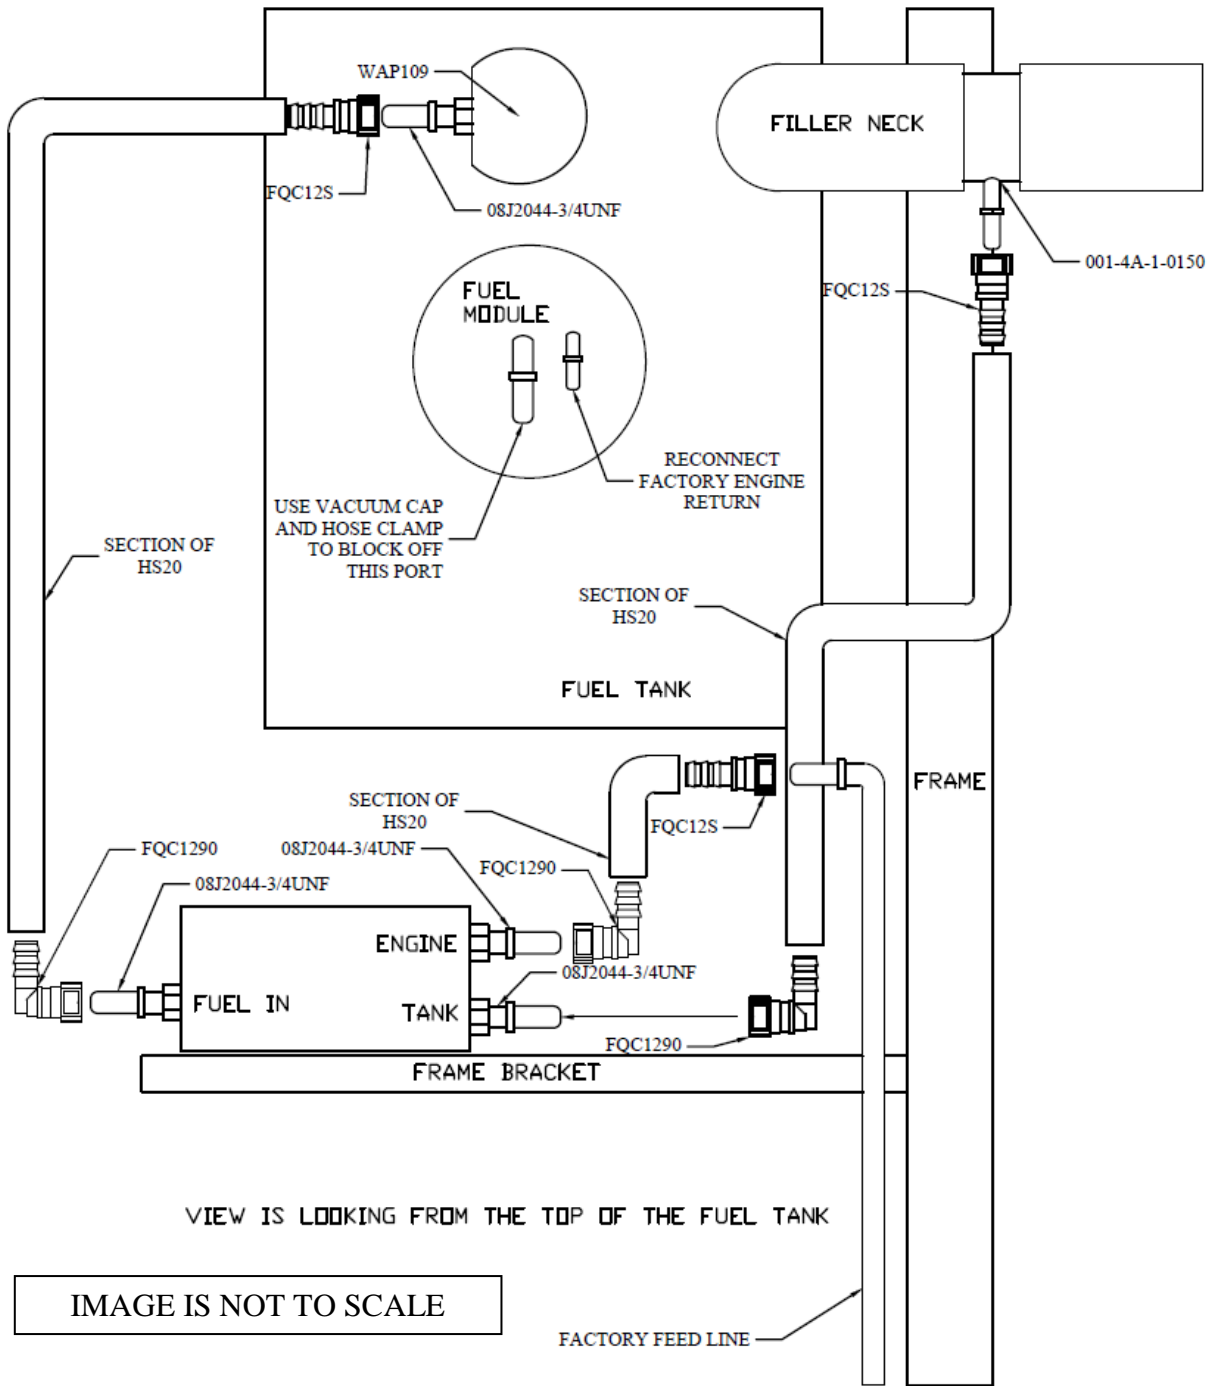 WAP109
FILLER NECK
FQC12S
08J2044-3/4UNF
001-4A-1-0150
FQC12S
FUEL
MODULE
RECONNECT
FACTORY ENGINE
RETURN
USE VACUUM CAP
AND HOSE CLAMP
TO BLOCK OFF
THIS PORT
SECTION OF
HS20
SECTION OF
HS20
FUEL TANK
FRAME
SECTION OF
HS20
FQC12S
FQC1290
08J2044-3/4UNF
FQC1290
08J2044-3/4UNF
ENGINE
08J2044-3/4UNF
FUEL IN
TANK
FQC1290
FRAME BRACKET
VIEW IS LOOKING FROM THE TOP OF THE FUEL TANK
IMAGE IS NOT TO SCALE
FACTORY FEED LINE